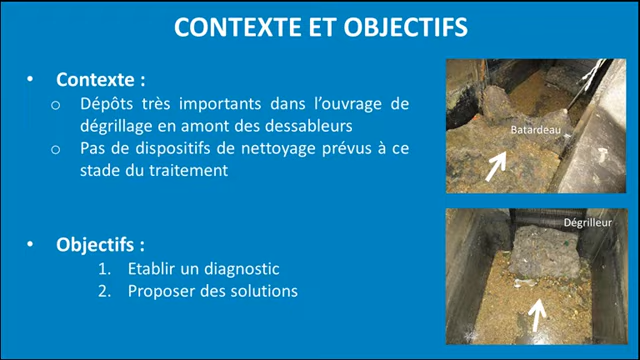 CONTEXTE ET OBJECTIFS
• Contexte :
o Dépôts très importants dans l'ouvrage de
dégrillage en amont des dessableurs
o Pas de dispositifs de nettoyage prévus à ce
stade du traitement
• Objectifs :
1. Etablir un diagnostic
2. Proposer des solutions
Batardeau
Dégrilleur